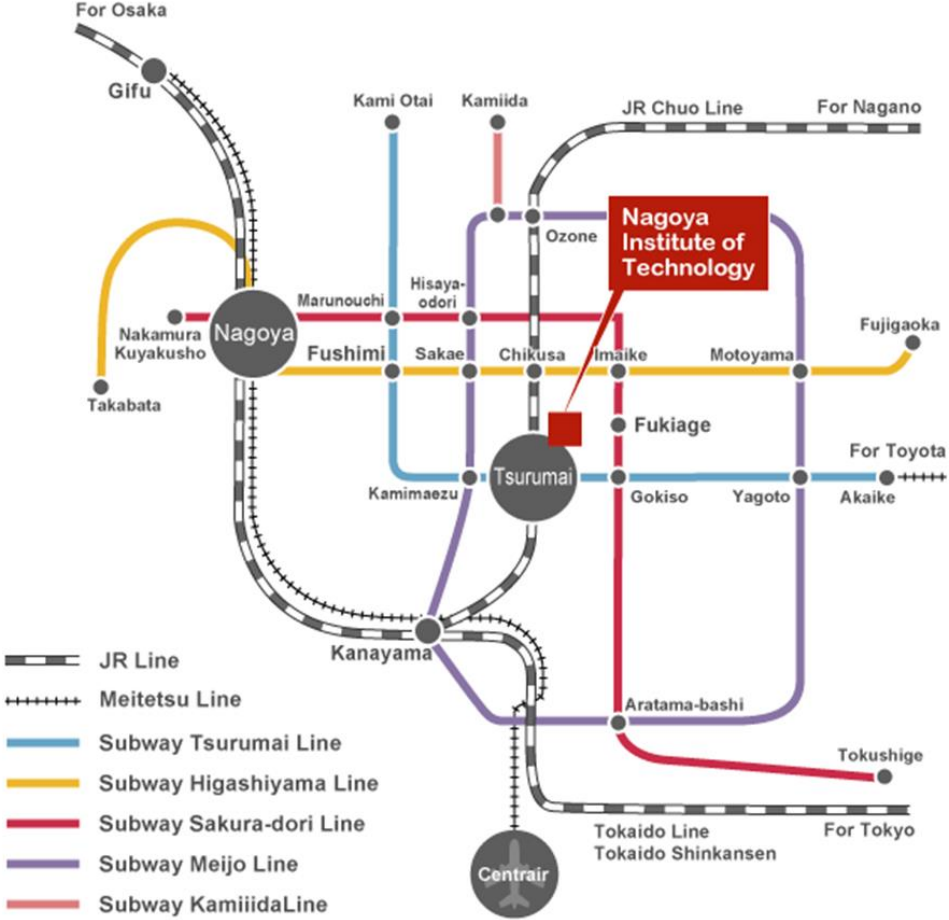 For Osaka
Gifu
Kami Otai
Kamiida
JR Chuo Line
For Nagano
Nagoya
Institute of
Technology
Ozone
Hisaya-
odori
Marunouchi
Nagoya
Nakamura
Kuyakusho
Fushimi
Sakae
Chikusa
Imaike
Motoyama
Fujigaoka
Takabata
Fukiage
For Toyota
Tsurumai
Kamimaezu
Gokiso
Yagoto
Akaike
Kanayama
JR Line
Meitetsu Line
Subway Tsurumai Line
Subway Higashiyama Line
Subway Sakura-dori Line
Subway Meijo Line
Subway KamiiidaLine
Aratama-bashi
Tokushige
Tokaido Line
Tokaido Shinkansen
For Tokyo
Centrair